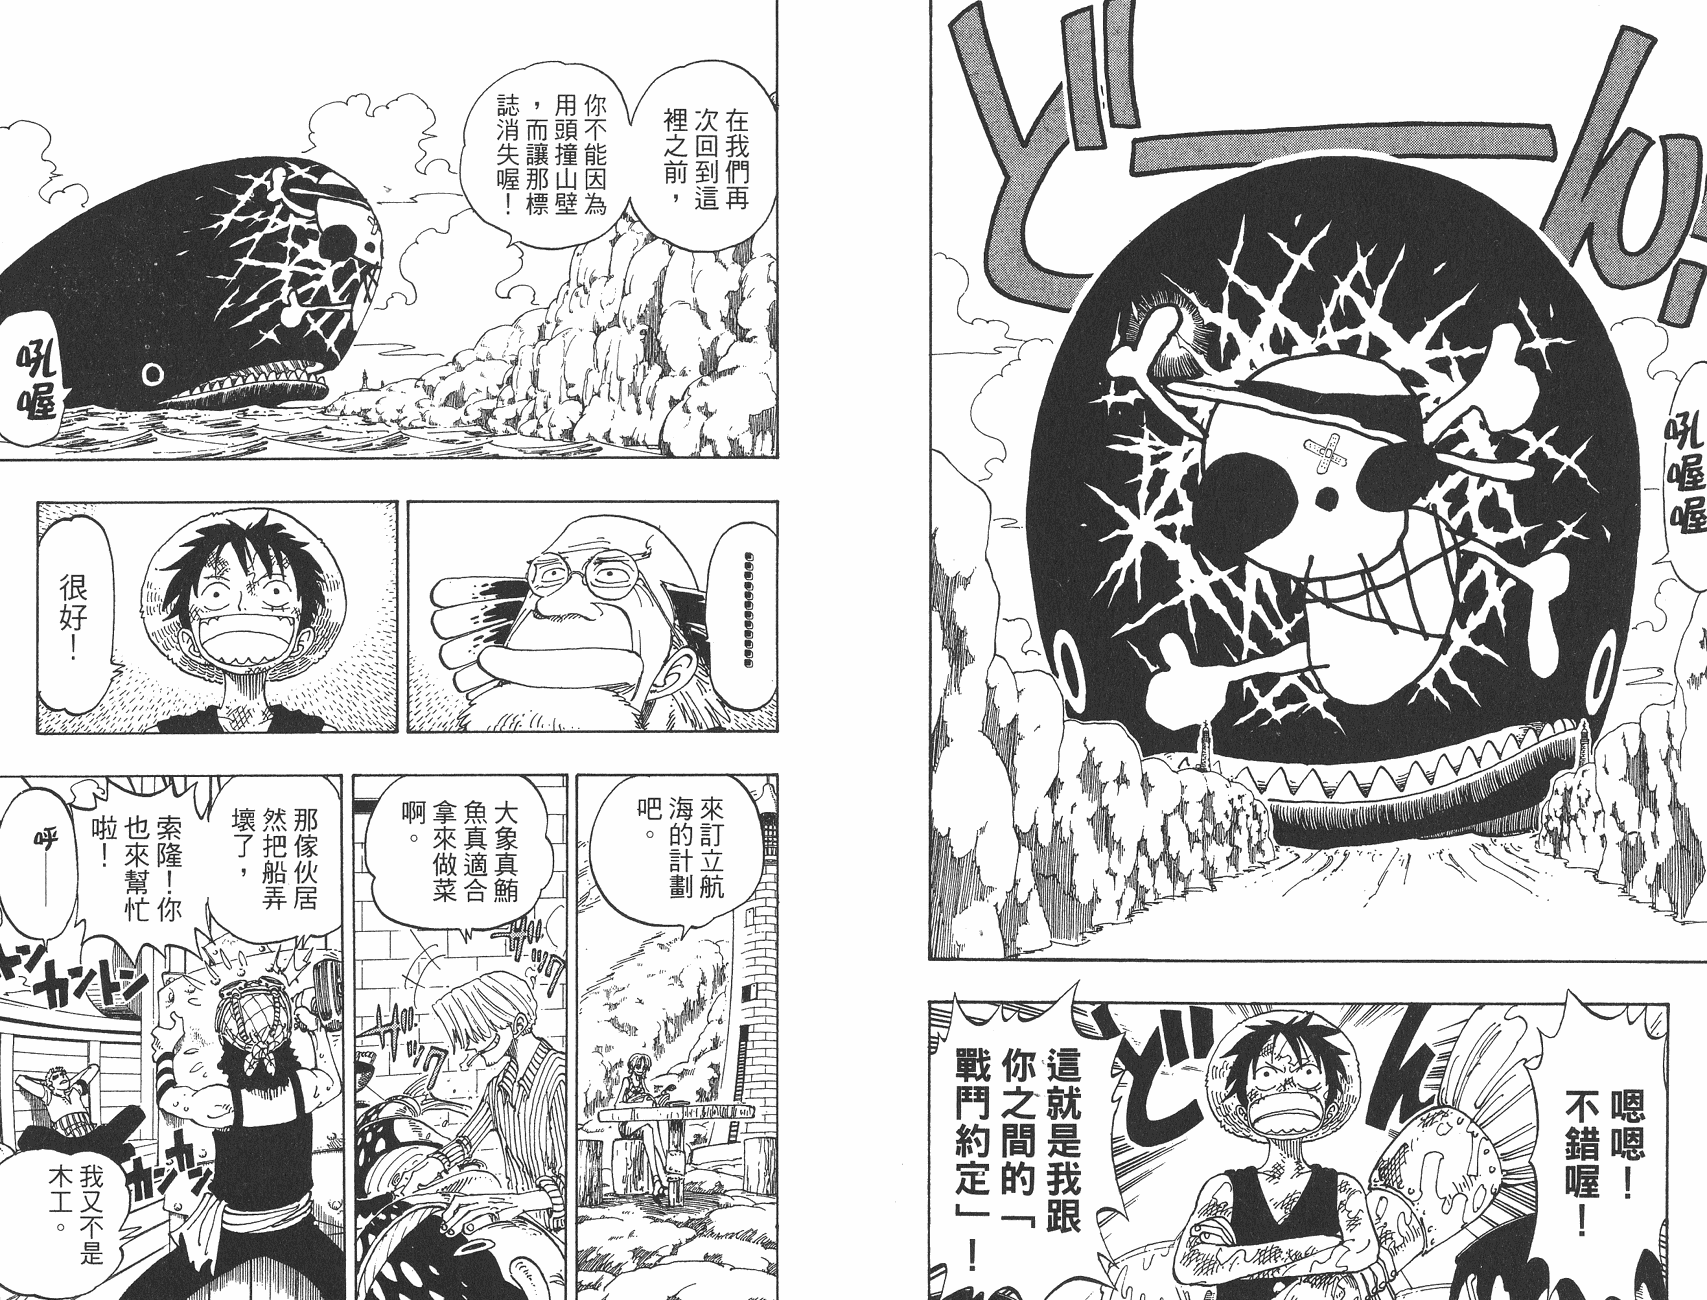 どーん
吼喔喔
嗯嗯！
不錯喔！
どん
這就是我跟
你之間的「
戰鬥約定」！
在我們再
次回到這
裡之前，
你不能因為
用頭撞山壁
，而讓那標
誌消失喔！
吼喔
…………
很好！
來訂立航
海的計劃
吧。
大象真鮪
魚真適合
拿來做菜
啊。
那傢伙居
然把船弄
壞了，
索隆！你
也來幫忙
啦！
呼——
トン
カントン
カンカン
カンカン
我又不是
木工。